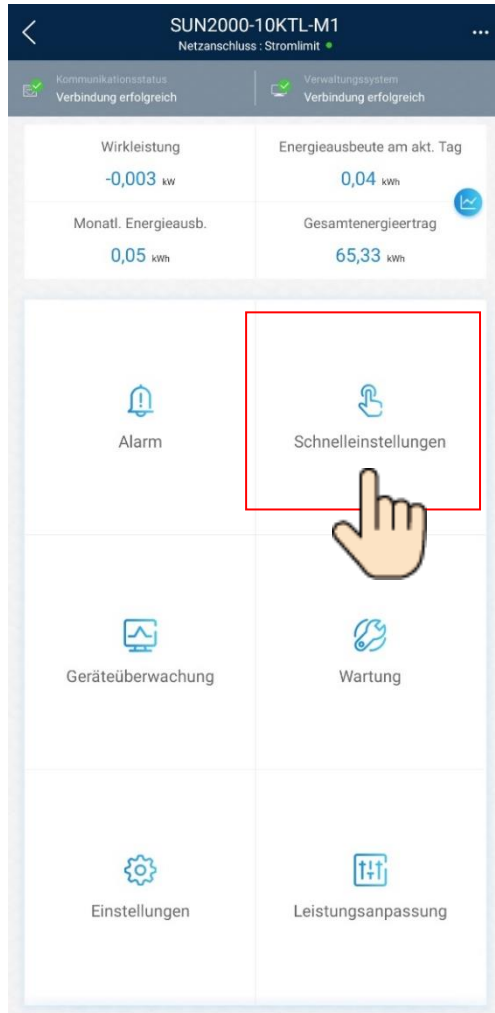 SUN2000-10KTL-M1
Netzanschluss : Stromlimit
Kommunikationsstatus
Verbindung erfolgreich
Verwaltungssystem
Verbindung erfolgreich
Wirkleistung
-0,003 kW
Energieausbeute am akt. Tag
0,04 kWh
Monatl. Energieausb.
0,05 kWh
Gesamtenergieertrag
65,33 kWh
Alarm
Schnelleinstellungen
Geräteüberwachung
Wartung
Einstellungen
Leistungsanpassung